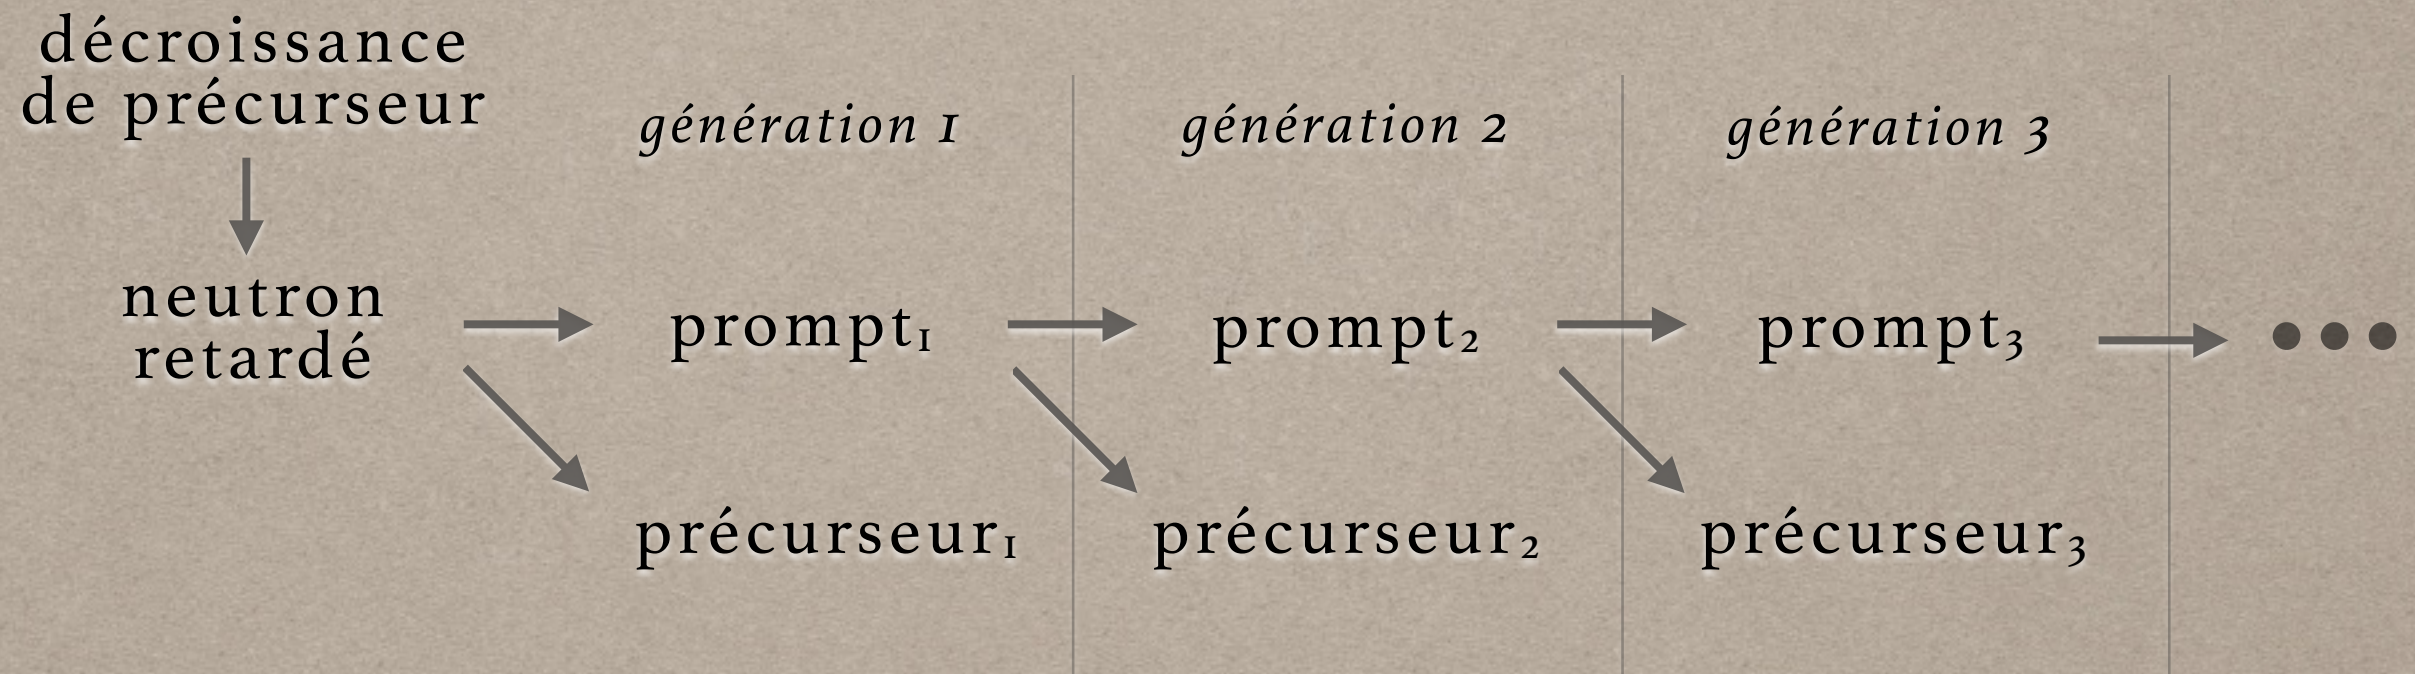 décroissance
de précurseur
génération 1
génération 2
génération 3
neutron
retardé
prompt₁
prompt₂
prompt₃
précurseur₁
précurseur₂
précurseur₃